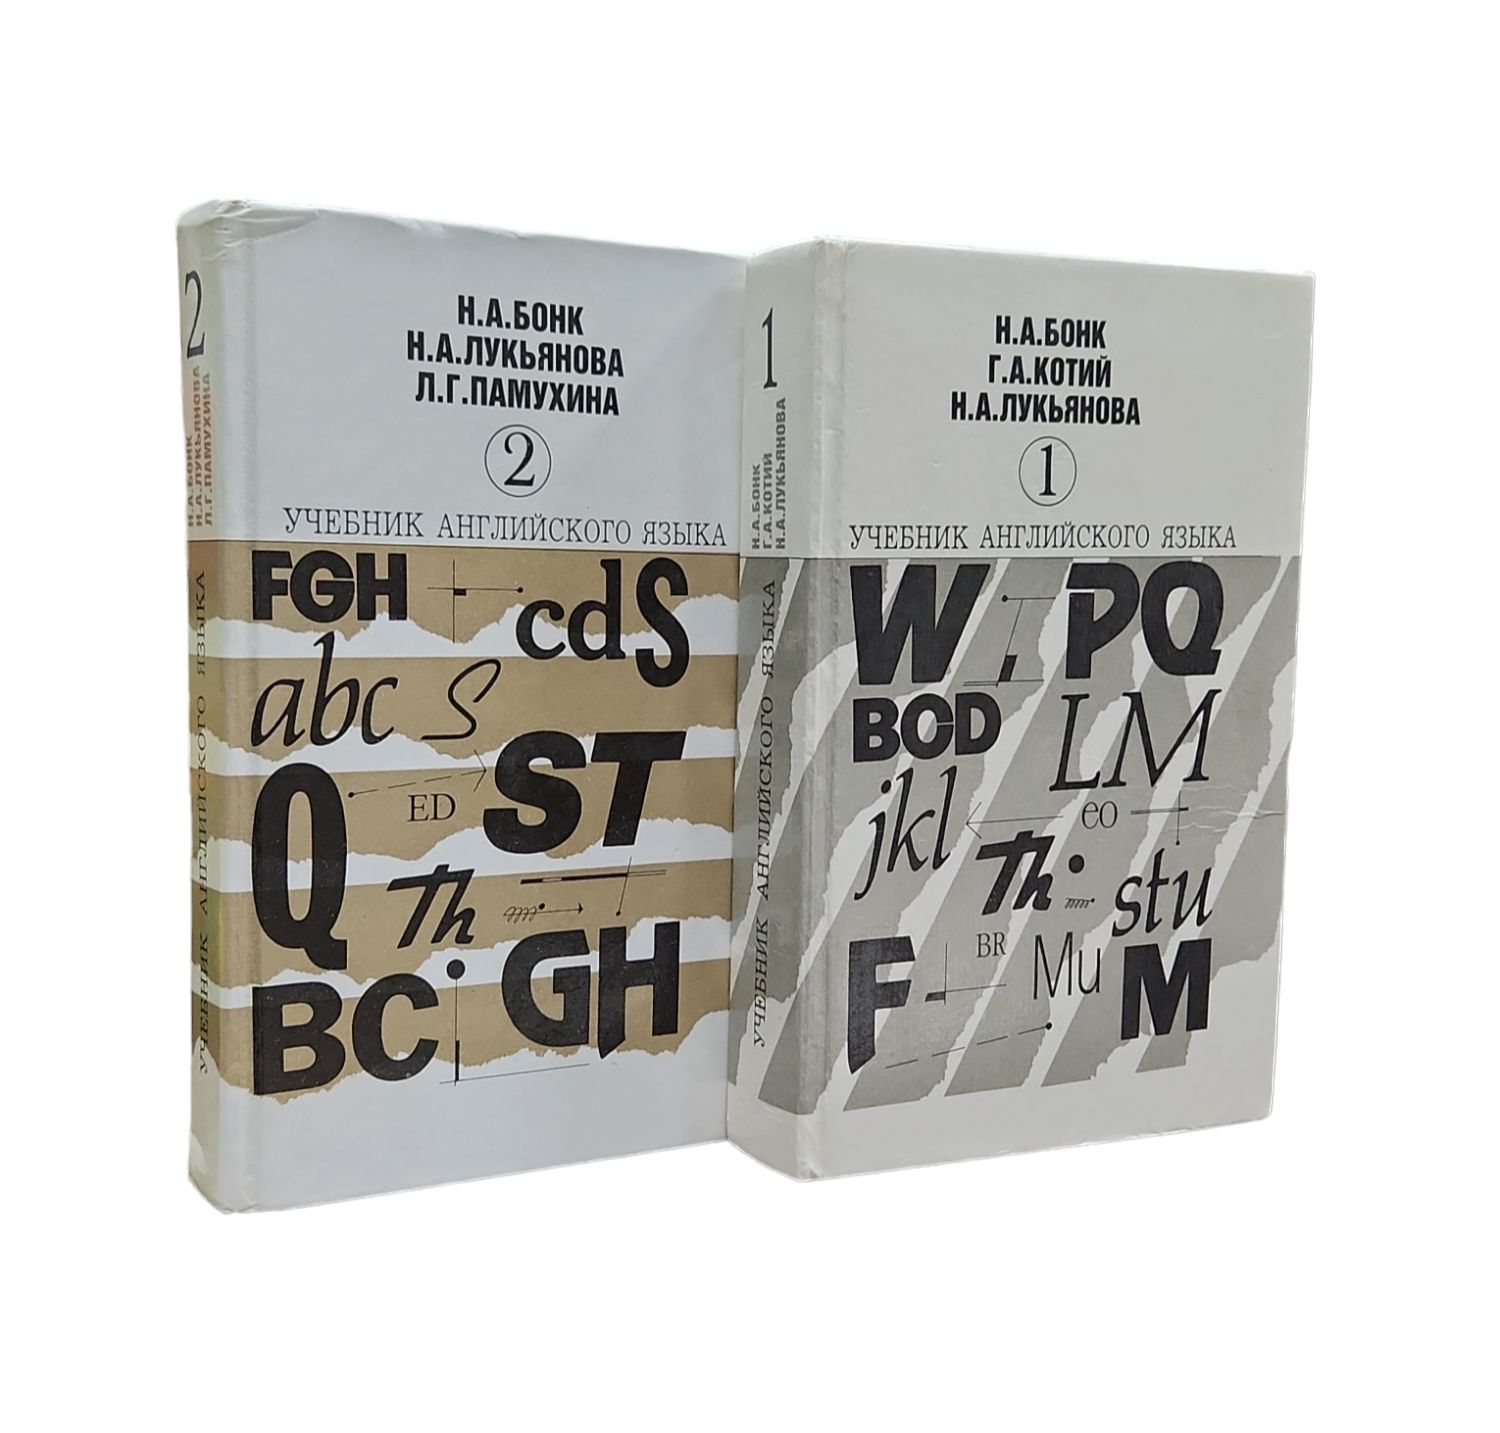 2
Н.А.БОНК
Н.А.ЛУКЬЯНОВА
Л.Г.ПАМУХИНА
УЧЕБНИК АНГЛИЙСКОГО ЯЗЫКА
Н.А.БОНК
Н.А.ЛУКЬЯНОВА
Л.Г.ПАМУХИНА
2
УЧЕБНИК АНГЛИЙСКОГО ЯЗЫКА
FGH cd S
abc S
Q ED ST
Th
BC GH
1
Н.А.БОНК
Г.А.КОТИЙ
Н.А.ЛУКЬЯНОВА
УЧЕБНИК АНГЛИЙСКОГО ЯЗЫКА
Н.А.БОНК
Г.А.КОТИЙ
Н.А.ЛУКЬЯНОВА
1
УЧЕБНИК АНГЛИЙСКОГО ЯЗЫКА
W PQ
BCD LM
jkl eo
Th stu
F BR Mu M